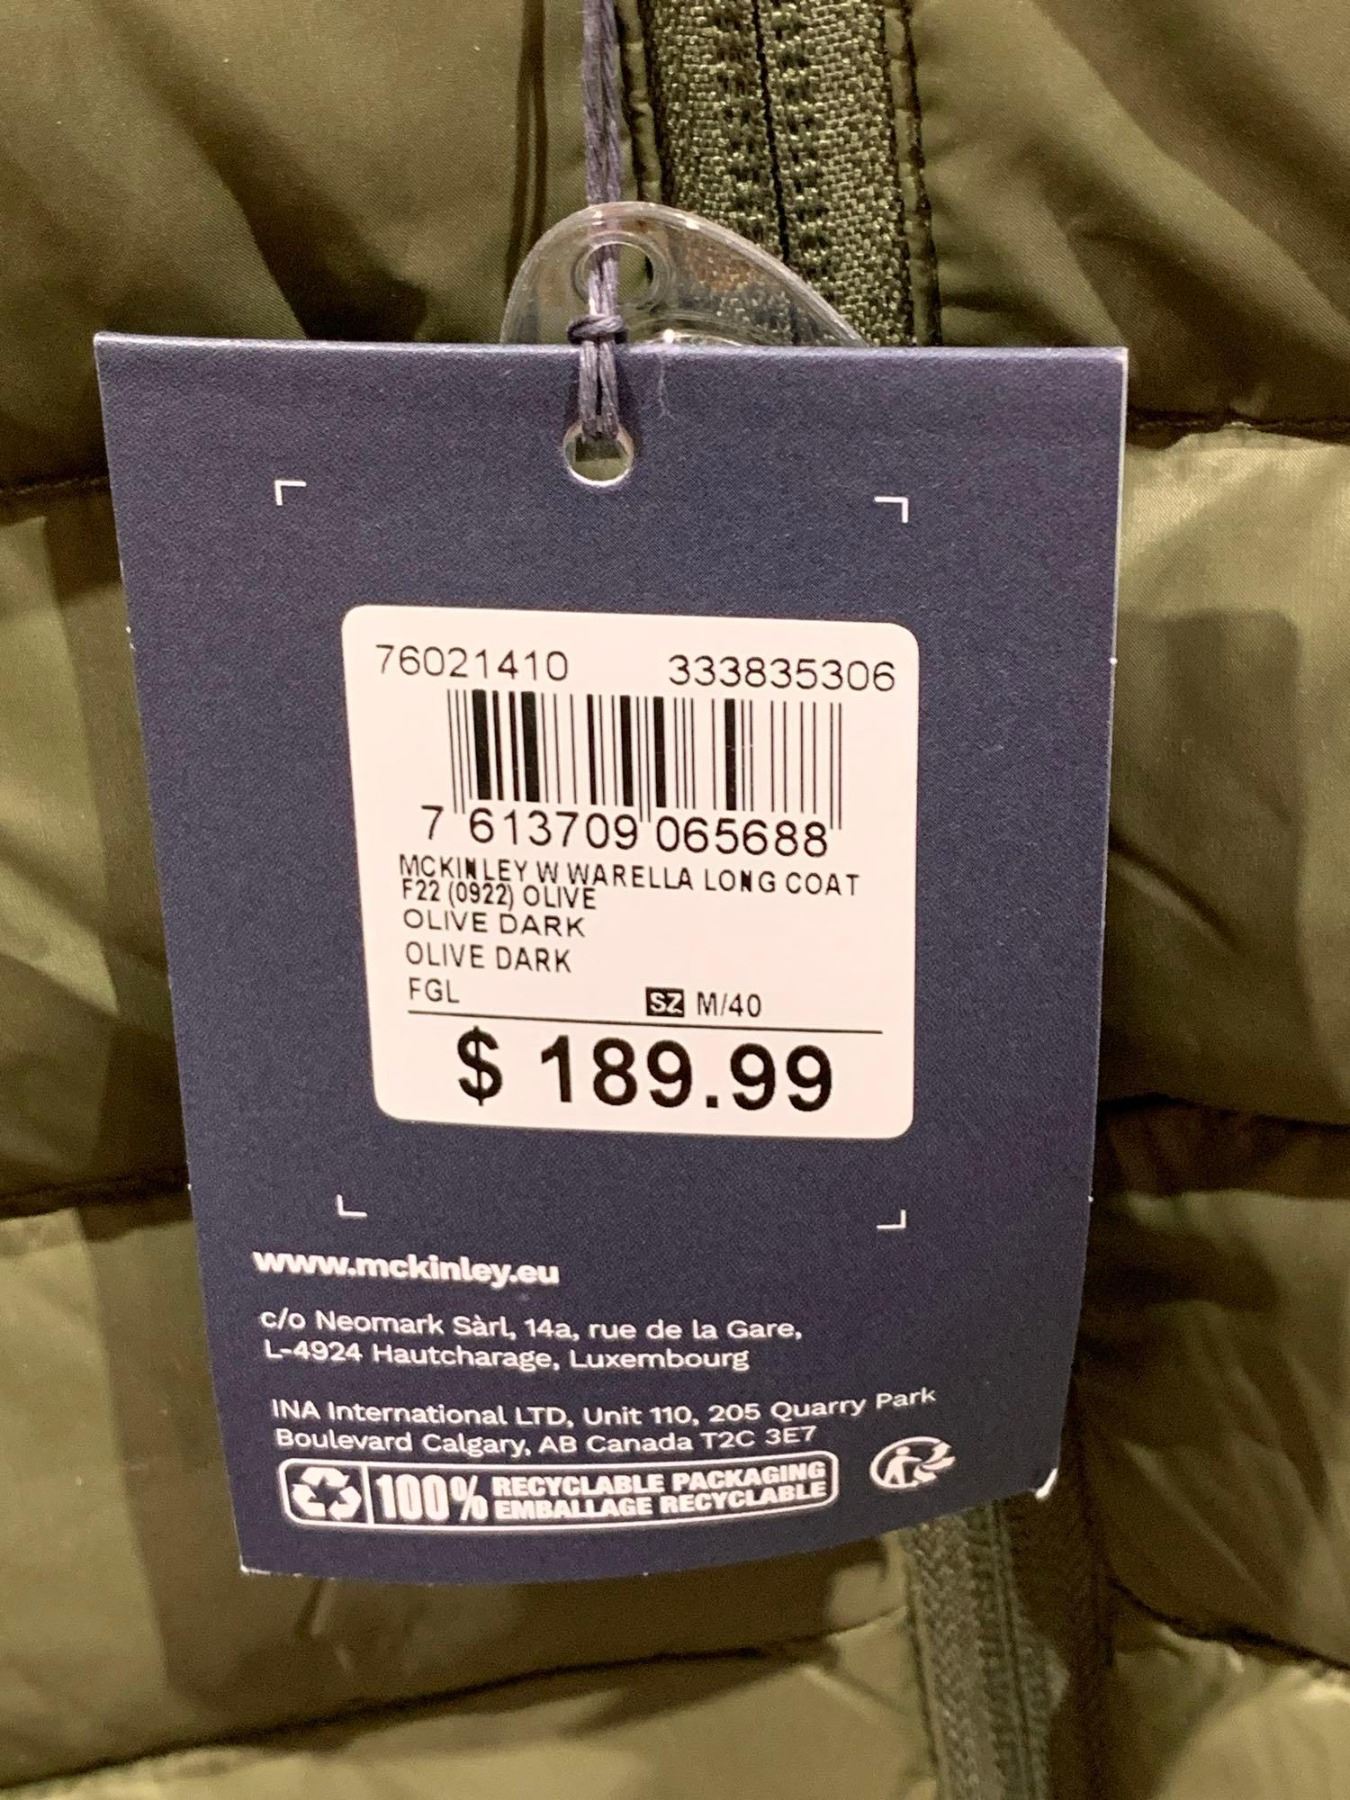 76021410 333835306
7 613709 065688
MCKINLEY W WARELLA LONG COAT
F22 (0922) OLIVE
OLIVE DARK
OLIVE DARK
FGL SZ M/40
$ 189.99
www.mckinley.eu
c/o Neomark Sàrl, 14a, rue de la Gare,
L-4924 Hautcharage, Luxembourg
INA International LTD, Unit 110, 205 Quarry Park
Boulevard Calgary, AB Canada T2C 3E7
100% RECYCLABLE PACKAGING
EMBALLAGE RECYCLABLE